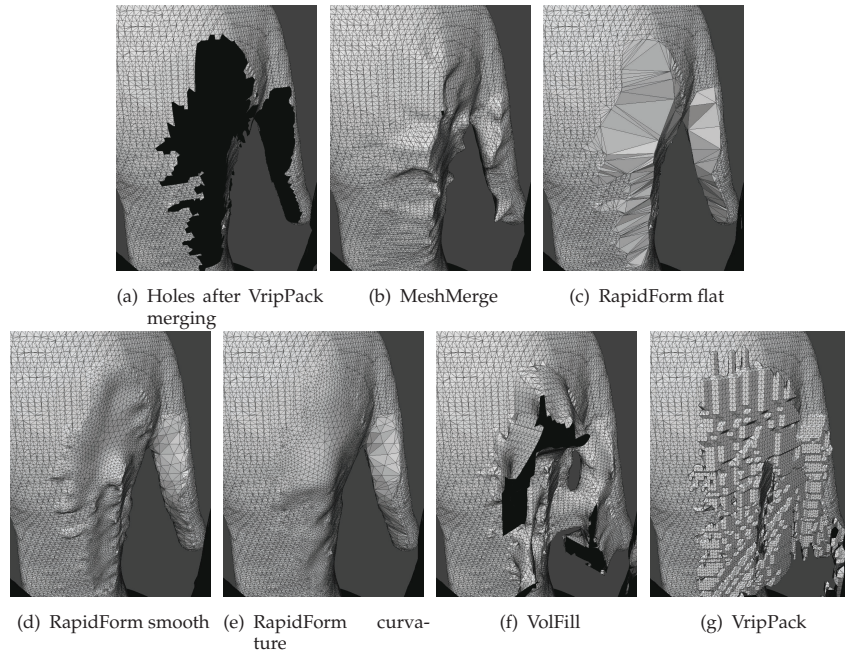 (a) Holes after VripPack
merging
(b) MeshMerge
(c) RapidForm flat
(d) RapidForm smooth
(e) RapidForm curva-
ture
(f) VolFill
(g) VripPack